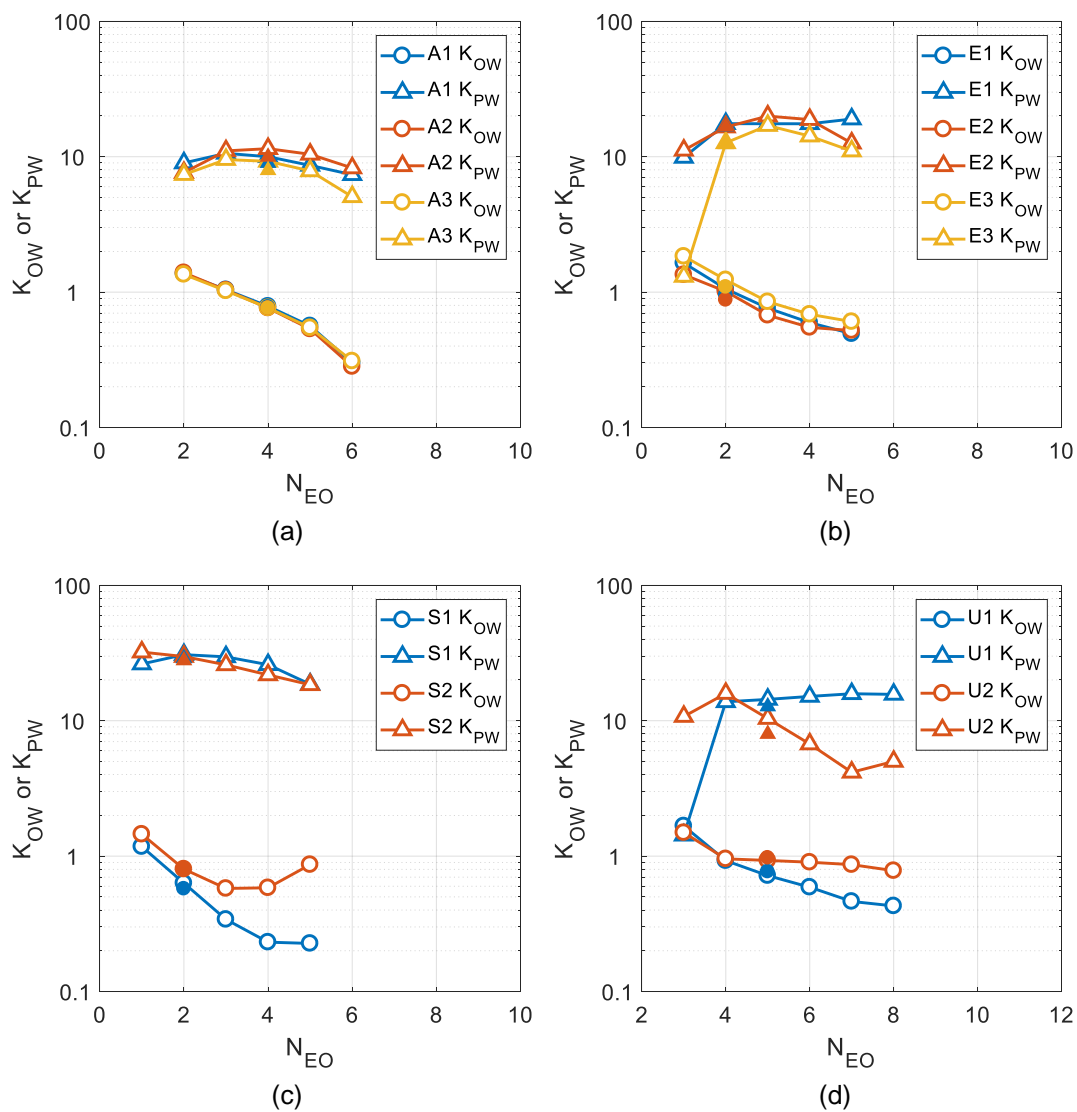 100
10
1
0.1
K_OW or K_PW
0 2 4 6 8 10
N_EO
A1 K_OW
A1 K_PW
A2 K_OW
A2 K_PW
A3 K_OW
A3 K_PW
(a)
100
10
1
0.1
K_OW or K_PW
0 2 4 6 8 10
N_EO
E1 K_OW
E1 K_PW
E2 K_OW
E2 K_PW
E3 K_OW
E3 K_PW
(b)
100
10
1
0.1
K_OW or K_PW
0 2 4 6 8 10
N_EO
S1 K_OW
S1 K_PW
S2 K_OW
S2 K_PW
(c)
100
10
1
0.1
K_OW or K_PW
2 4 6 8 10 12
N_EO
U1 K_OW
U1 K_PW
U2 K_OW
U2 K_PW
(d)